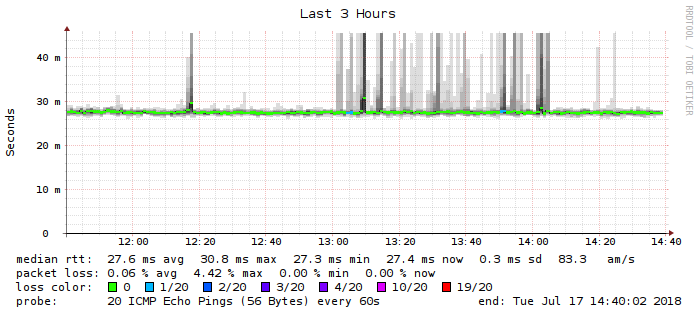 Last 3 Hours
RRDTOOL / TOBI OETIKER
Seconds
40 m
30 m
20 m
10 m
0
12:00 12:20 12:40 13:00 13:20 13:40 14:00 14:20 14:40
median rtt: 27.6 ms avg 30.8 ms max 27.3 ms min 27.4 ms now 0.3 ms sd 83.3 am/s
packet loss: 0.06 % avg 4.42 % max 0.00 % min 0.00 % now
loss color: 0 1/20 2/20 3/20 4/20 10/20 19/20
probe: 20 ICMP Echo Pings (56 Bytes) every 60s end: Tue Jul 17 14:40:02 2018